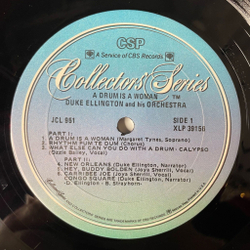 CSP
A Service of CBS Records
Collectors' Series
A DRUM IS A WOMAN
TM
DUKE ELLINGTON and his ORCHESTRA
JCL 951
SIDE 1
XLP 39156
PART I:
A DRUM IS A WOMAN (Margaret Tynes, Soprano)
RHYTHM PUM TE DUM (Chorus)
WHAT ELSE CAN YOU DO WITH A DRUM: CALYPSO
(Ozzie Bailey, Vocal)
PART II:
NEW ORLEANS (Duke Ellington, Narrator)
HEY, BUDDY BOLDEN (Joya Sherrill, Vocal)
CARRIBEE JOE (Joya Sherrill, Vocal)
CONGO SQUARE (Duke Ellington, Narrator)
-D. Ellington - B. Strayhorn-